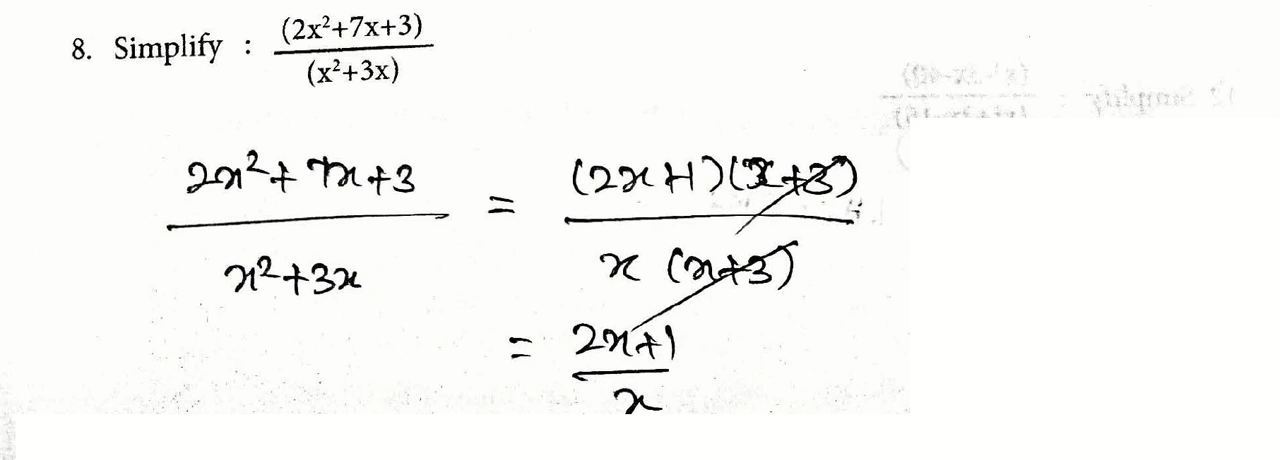 8. Simplify : (2x²+7x+3)
(x²+3x)
2x²+7x+3 = (2x+1)(x+3)
x²+3x x (x+3)
= 2x+1
x